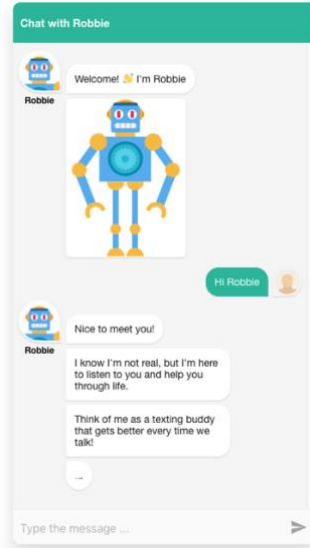 Chat with Robbie
Welcome! 👋 I'm Robbie
Robbie
Hi Robbie
Nice to meet you!
Robbie
I know I'm not real, but I'm here
to listen to you and help you
through life.
Think of me as a texting buddy
that gets better every time we
talk!
...
Type the message ...